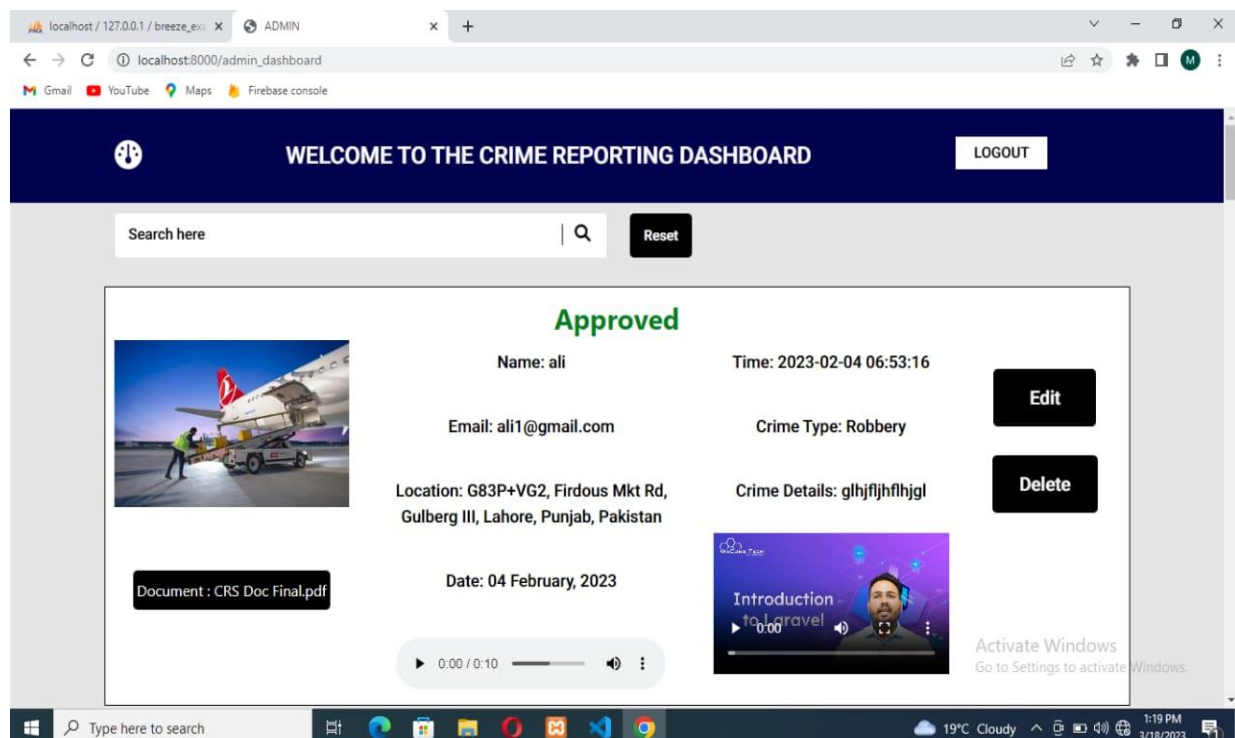 localhost / 127.0.0.1 / breeze_exa
ADMIN
localhost:8000/admin_dashboard
M
Gmail
YouTube
Maps
Firebase console
WELCOME TO THE CRIME REPORTING DASHBOARD
LOGOUT
Search here
Reset
Approved
Name: ali
Time: 2023-02-04 06:53:16
Edit
Email: ali1@gmail.com
Crime Type: Robbery
Location: G83P+VG2, Firdous Mkt Rd,
Gulberg III, Lahore, Punjab, Pakistan
Crime Details: glhjfljhflhjgl
Delete
Document : CRS Doc Final.pdf
Date: 04 February, 2023
Introduction
to Laravel
0:00
0:00 / 0:10
Activate Windows
Go to Settings to activate Windows.
Type here to search
19°C Cloudy
1:19 PM
3/18/2023